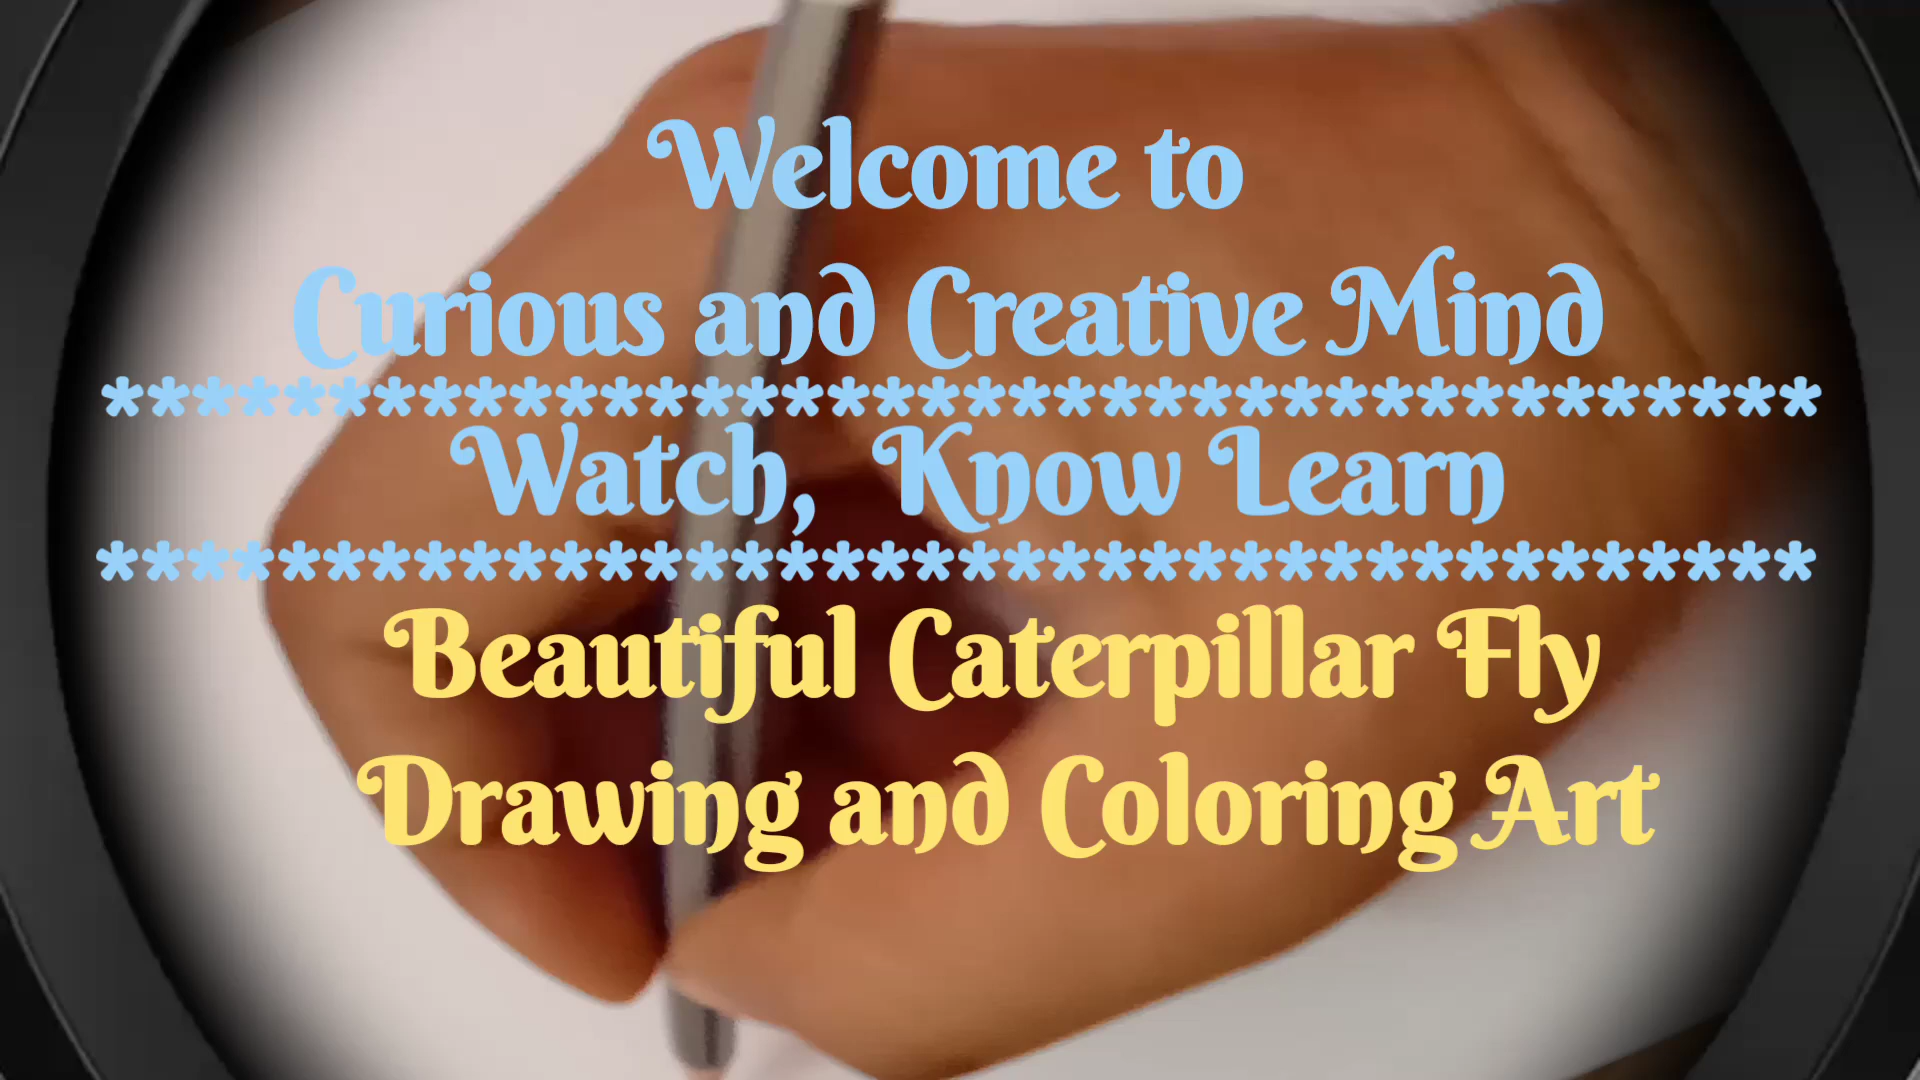 Welcome to
Curious and Creative Mind
**************************************
Watch, Know Learn
**************************************
Beautiful Caterpillar Fly
Drawing and Coloring Art